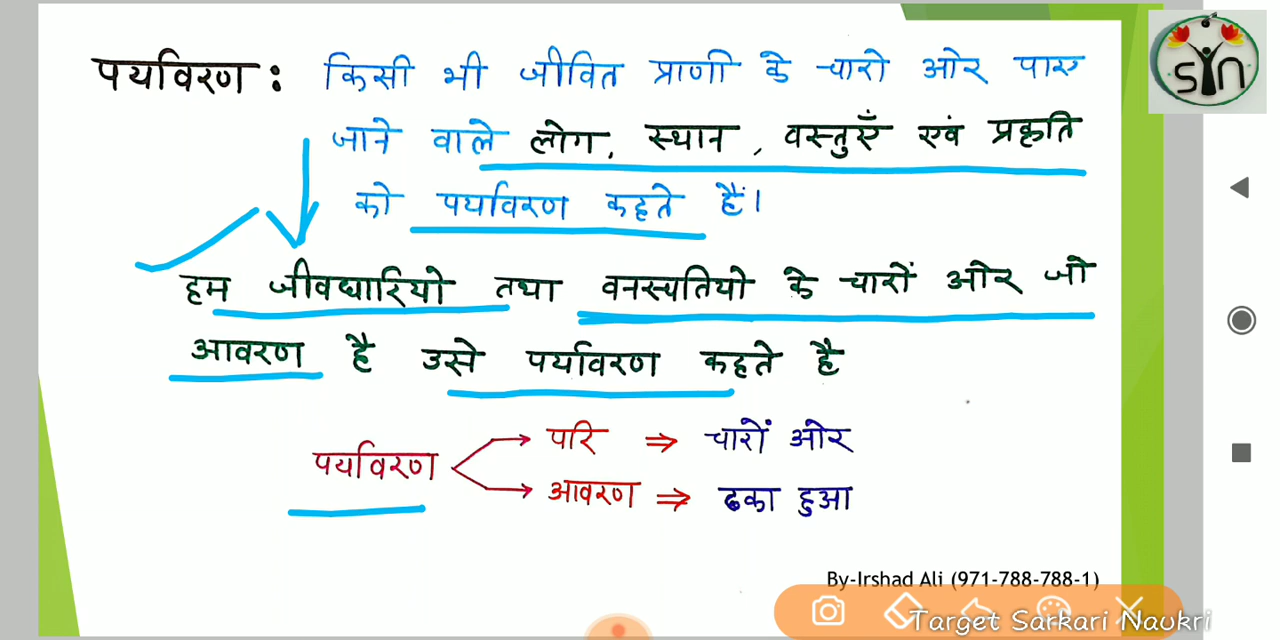 पर्यावरण : किसी भी जीवित प्राणी के चारो ओर पाए
जाने वाले लोग, स्थान, वस्तुएँ एवं प्रकृति
को पर्यावरण कहते हैं।
हम जीवधारियो तथा वनस्पतियो के चारों ओर जो
आवरण है उसे पर्यावरण कहते है
पर्यावरण
परि ⇒ चारों ओर
आवरण ⇒ ढका हुआ
By-Irshad Ali (971-788-788-1)
Target Sarkari Naukri
SYN